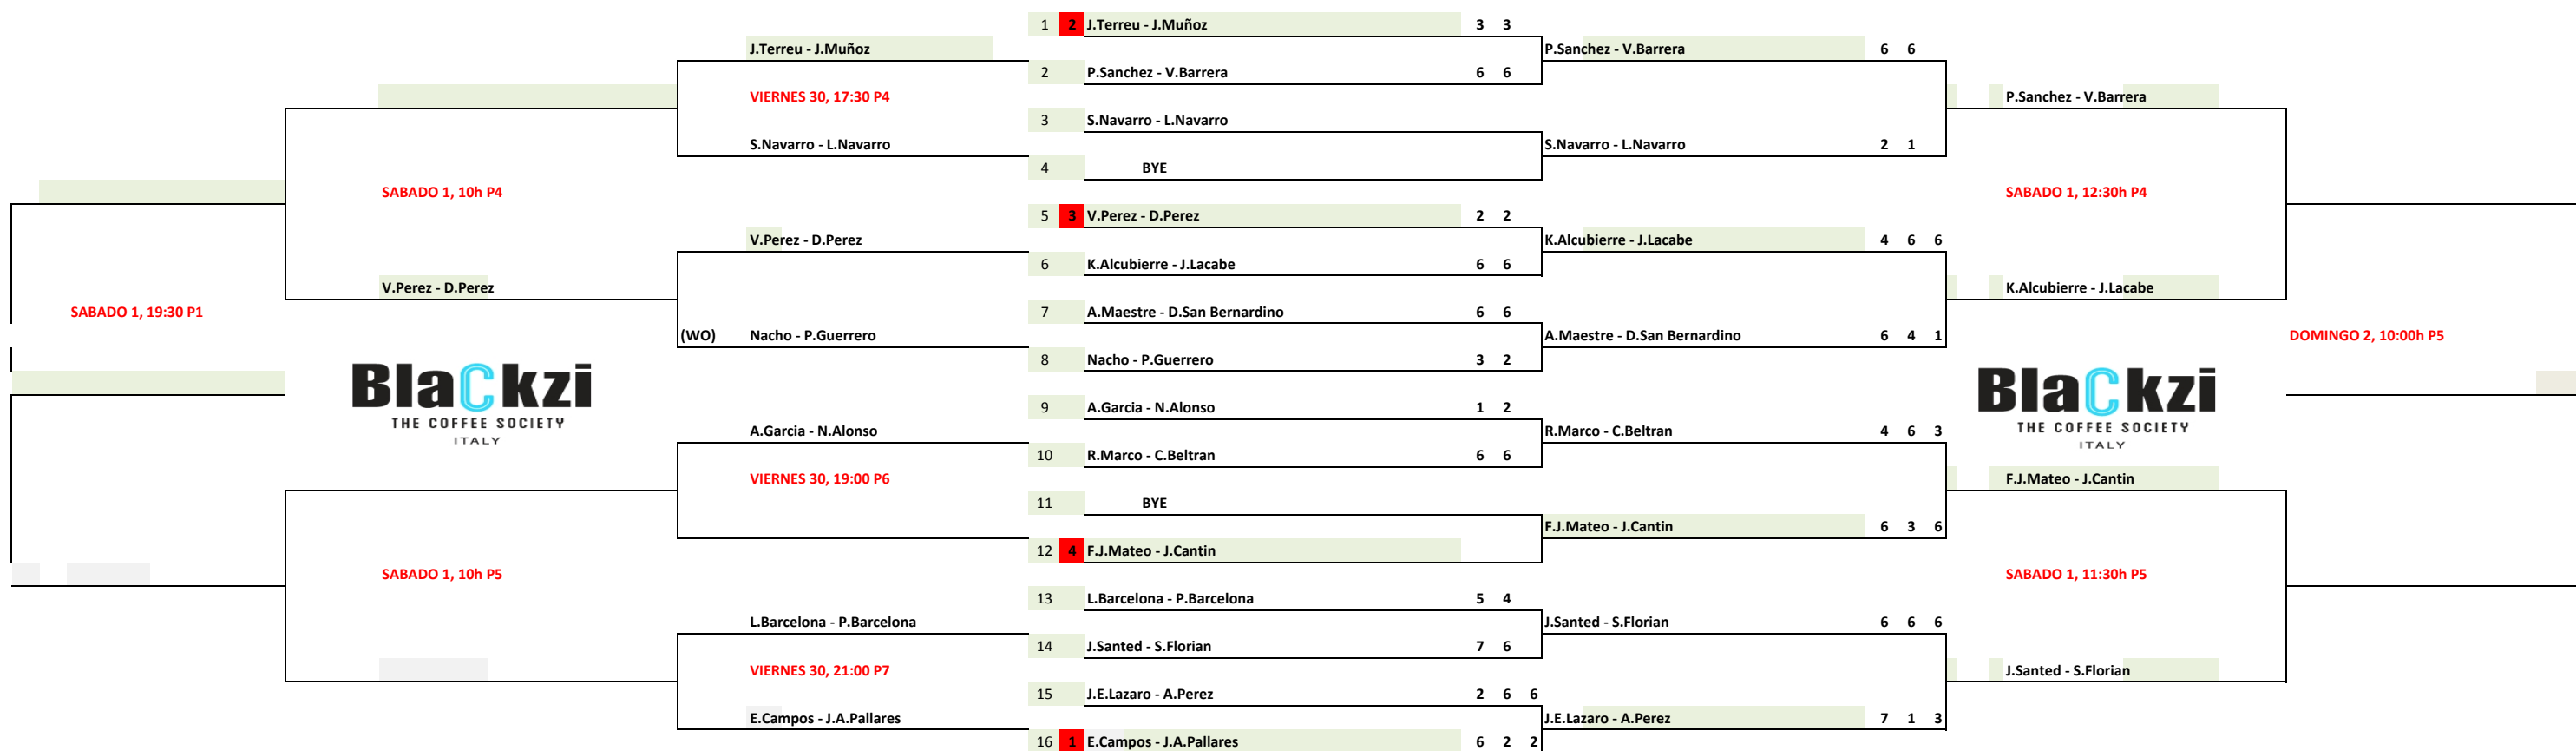 1 2 J.Terreu - J.Muñoz 3 3
J.Terreu - J.Muñoz P.Sanchez - V.Barrera 6 6
2 P.Sanchez - V.Barrera 6 6
VIERNES 30, 17:30 P4 P.Sanchez - V.Barrera
3 S.Navarro - L.Navarro
S.Navarro - L.Navarro S.Navarro - L.Navarro 2 1
4 BYE
SABADO 1, 10h P4 SABADO 1, 12:30h P4
5 3 V.Perez - D.Perez 2 2
V.Perez - D.Perez K.Alcubierre - J.Lacabe 4 6 6
6 K.Alcubierre - J.Lacabe 6 6
V.Perez - D.Perez K.Alcubierre - J.Lacabe
SABADO 1, 19:30 P1 7 A.Maestre - D.San Bernardino 6 6
(WO) Nacho - P.Guerrero A.Maestre - D.San Bernardino 6 4 1 DOMINGO 2, 10:00h P5
8 Nacho - P.Guerrero 3 2
BlaCkzi BlaCkzi
9 A.Garcia - N.Alonso 1 2
THE COFFEE SOCIETY THE COFFEE SOCIETY
ITALY A.Garcia - N.Alonso R.Marco - C.Beltran 4 6 3 ITALY
10 R.Marco - C.Beltran 6 6
VIERNES 30, 19:00 P6 F.J.Mateo - J.Cantin
11 BYE
F.J.Mateo - J.Cantin 6 3 6
12 4 F.J.Mateo - J.Cantin
SABADO 1, 10h P5 SABADO 1, 11:30h P5
13 L.Barcelona - P.Barcelona 5 4
L.Barcelona - P.Barcelona J.Santed - S.Florian 6 6 6
14 J.Santed - S.Florian 7 6
VIERNES 30, 21:00 P7 J.Santed - S.Florian
15 J.E.Lazaro - A.Perez 2 6 6
E.Campos - J.A.Pallares J.E.Lazaro - A.Perez 7 1 3
16 1 E.Campos - J.A.Pallares 6 2 2